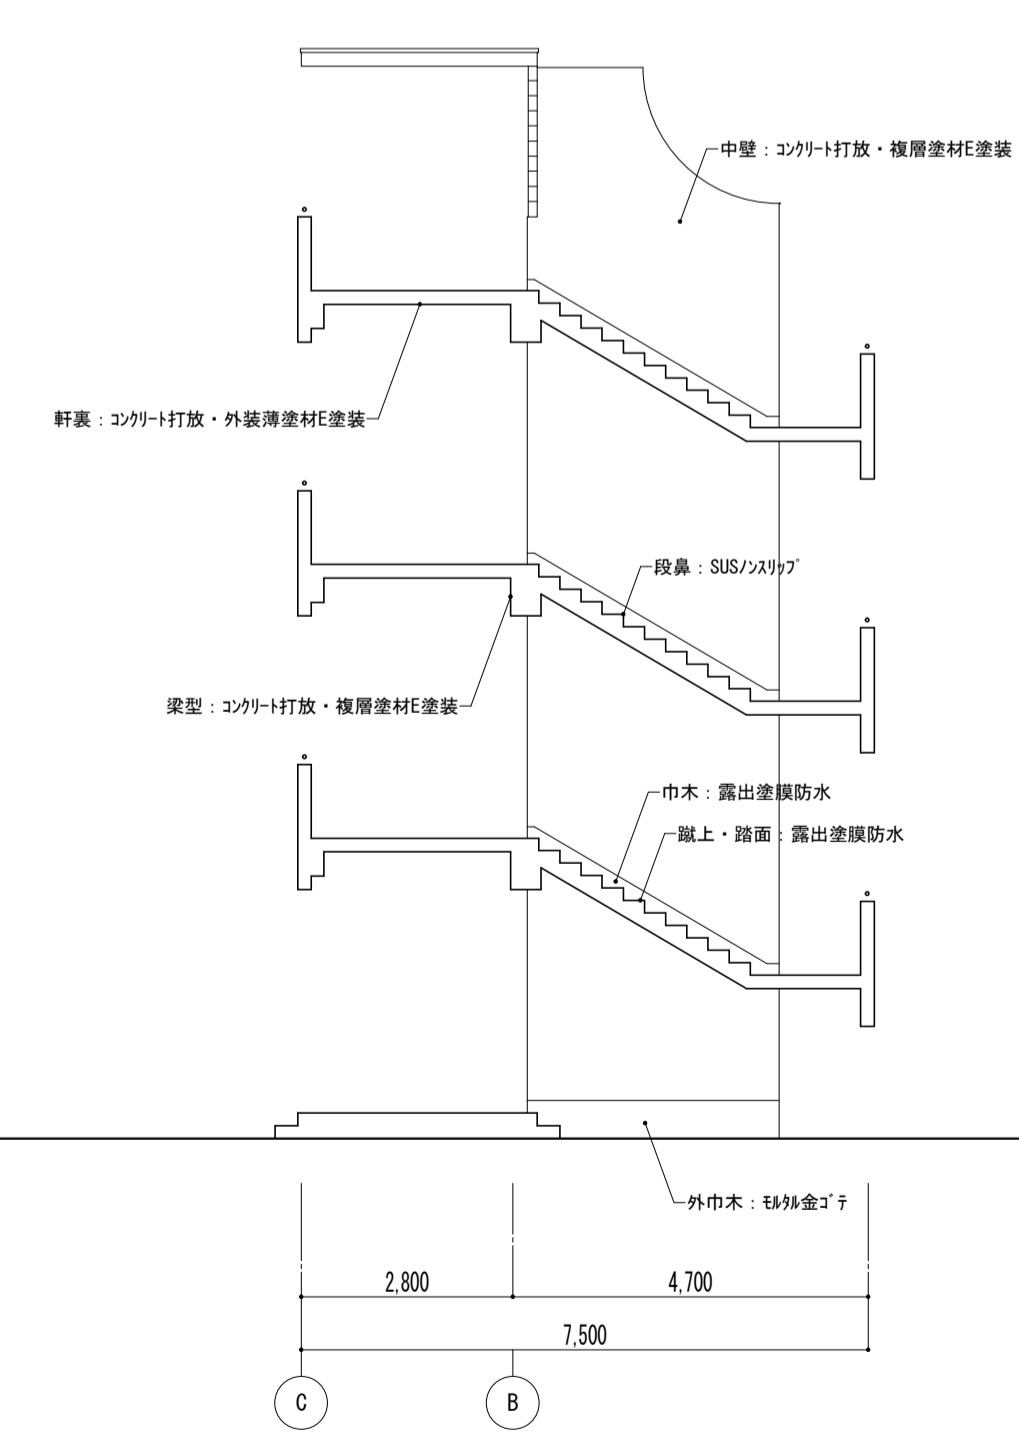 中壁：ｺﾝｸﾘｰﾄ打放・複層塗材E塗装
軒裏：ｺﾝｸﾘｰﾄ打放・外装薄塗材E塗装
段鼻：SUSﾉﾝｽﾘｯﾌﾟ
梁型：ｺﾝｸﾘｰﾄ打放・複層塗材E塗装
巾木：露出塗膜防水
蹴上・踏面：露出塗膜防水
外巾木：ﾓﾙﾀﾙ金ｺﾞﾃ
2,800
4,700
7,500
C
B